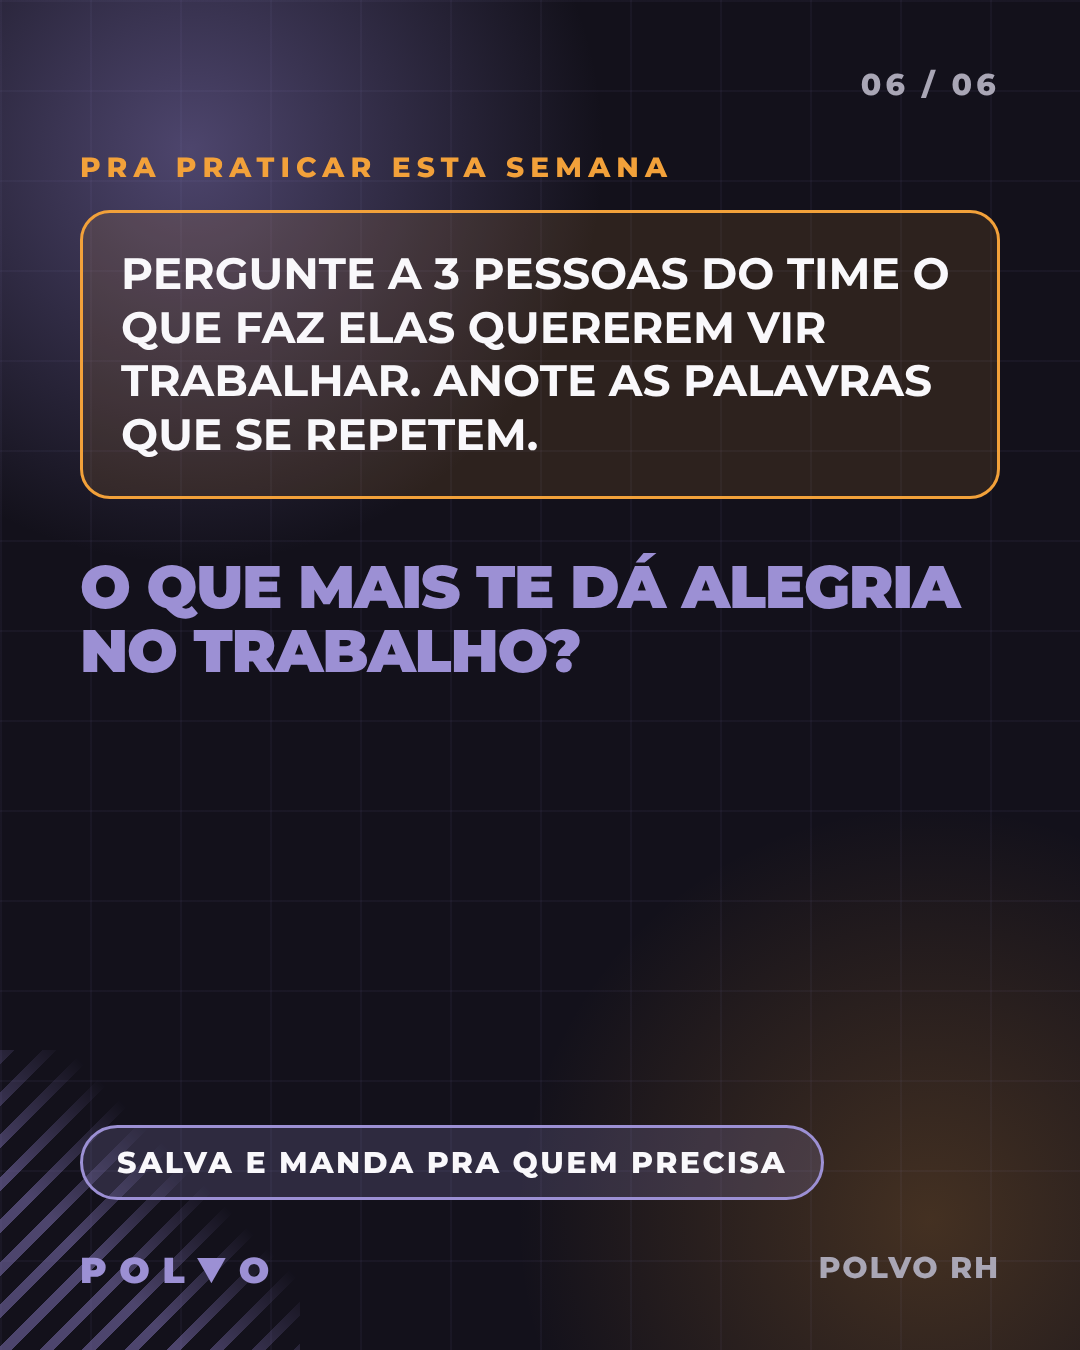 06 / 06
PRA PRATICAR ESTA SEMANA
PERGUNTE A 3 PESSOAS DO TIME O
QUE FAZ ELAS QUEREREM VIR
TRABALHAR. ANOTE AS PALAVRAS
QUE SE REPETEM.
O QUE MAIS TE DÁ ALEGRIA
NO TRABALHO?
SALVA E MANDA PRA QUEM PRECISA
POLVO
POLVO RH